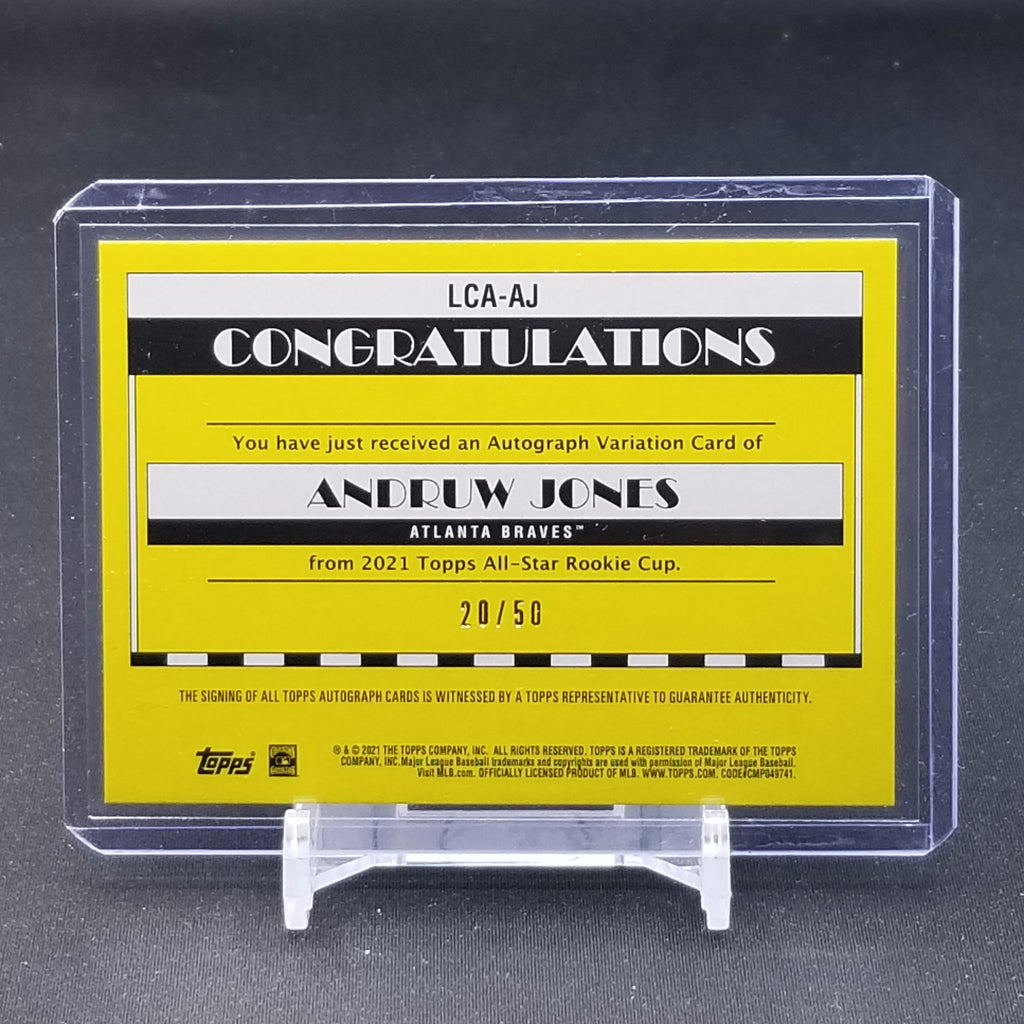 LCA-AJ
CONGRATULATIONS
You have just received an Autograph Variation Card of
ANDRUW JONES
ATLANTA BRAVES™
from 2021 Topps All-Star Rookie Cup.
20/50
THE SIGNING OF ALL TOPPS AUTOGRAPH CARDS IS WITNESSED BY A TOPPS REPRESENTATIVE TO GUARANTEE AUTHENTICITY.
Topps®
® & © 2021 THE TOPPS COMPANY, INC. ALL RIGHTS RESERVED. TOPPS IS A REGISTERED TRADEMARK OF THE TOPPS
COMPANY, INC. Major League Baseball trademarks and copyrights are used with permission of Major League Baseball.
Visit MLB.com. OFFICIALLY LICENSED PRODUCT OF MLB. WWW.TOPPS.COM. CODE#CMP049741.